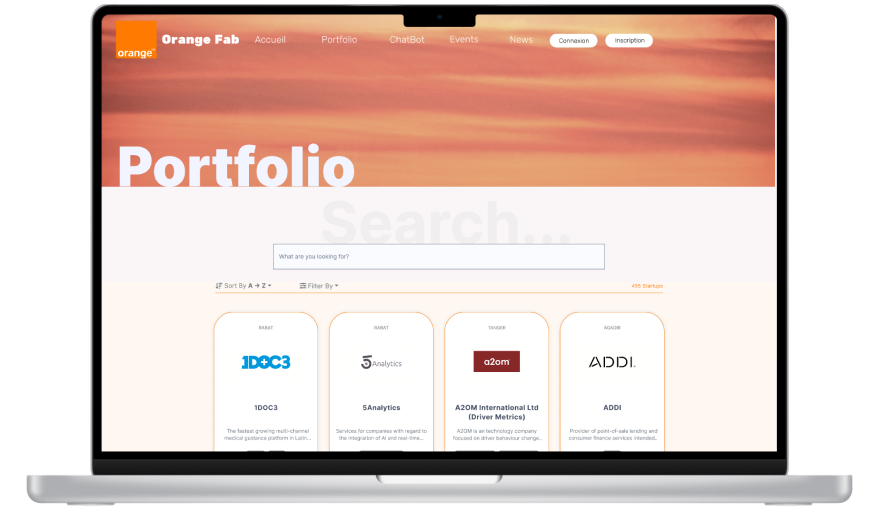 orange™
Orange Fab
Accueil
Portfolio
ChatBot
Events
News
Connexion
Inscription
Portfolio
Search...
What are you looking for?
Sort By A → Z
Filter By
495 Startups
RABAT
1DOC3
1DOC3
The fastest growing multi-channel
medical guidance platform in Latin...
RABAT
5Analytics
5Analytics
Services for companies with regard to
the integration of AI and real-time...
TANGER
a2om
A2OM International Ltd
(Driver Metrics)
A2OM is an technology company
focused on driver behaviour change...
AGADIR
ADDI.
ADDI
Provider of point-of-sale lending and
consumer finance services intended...